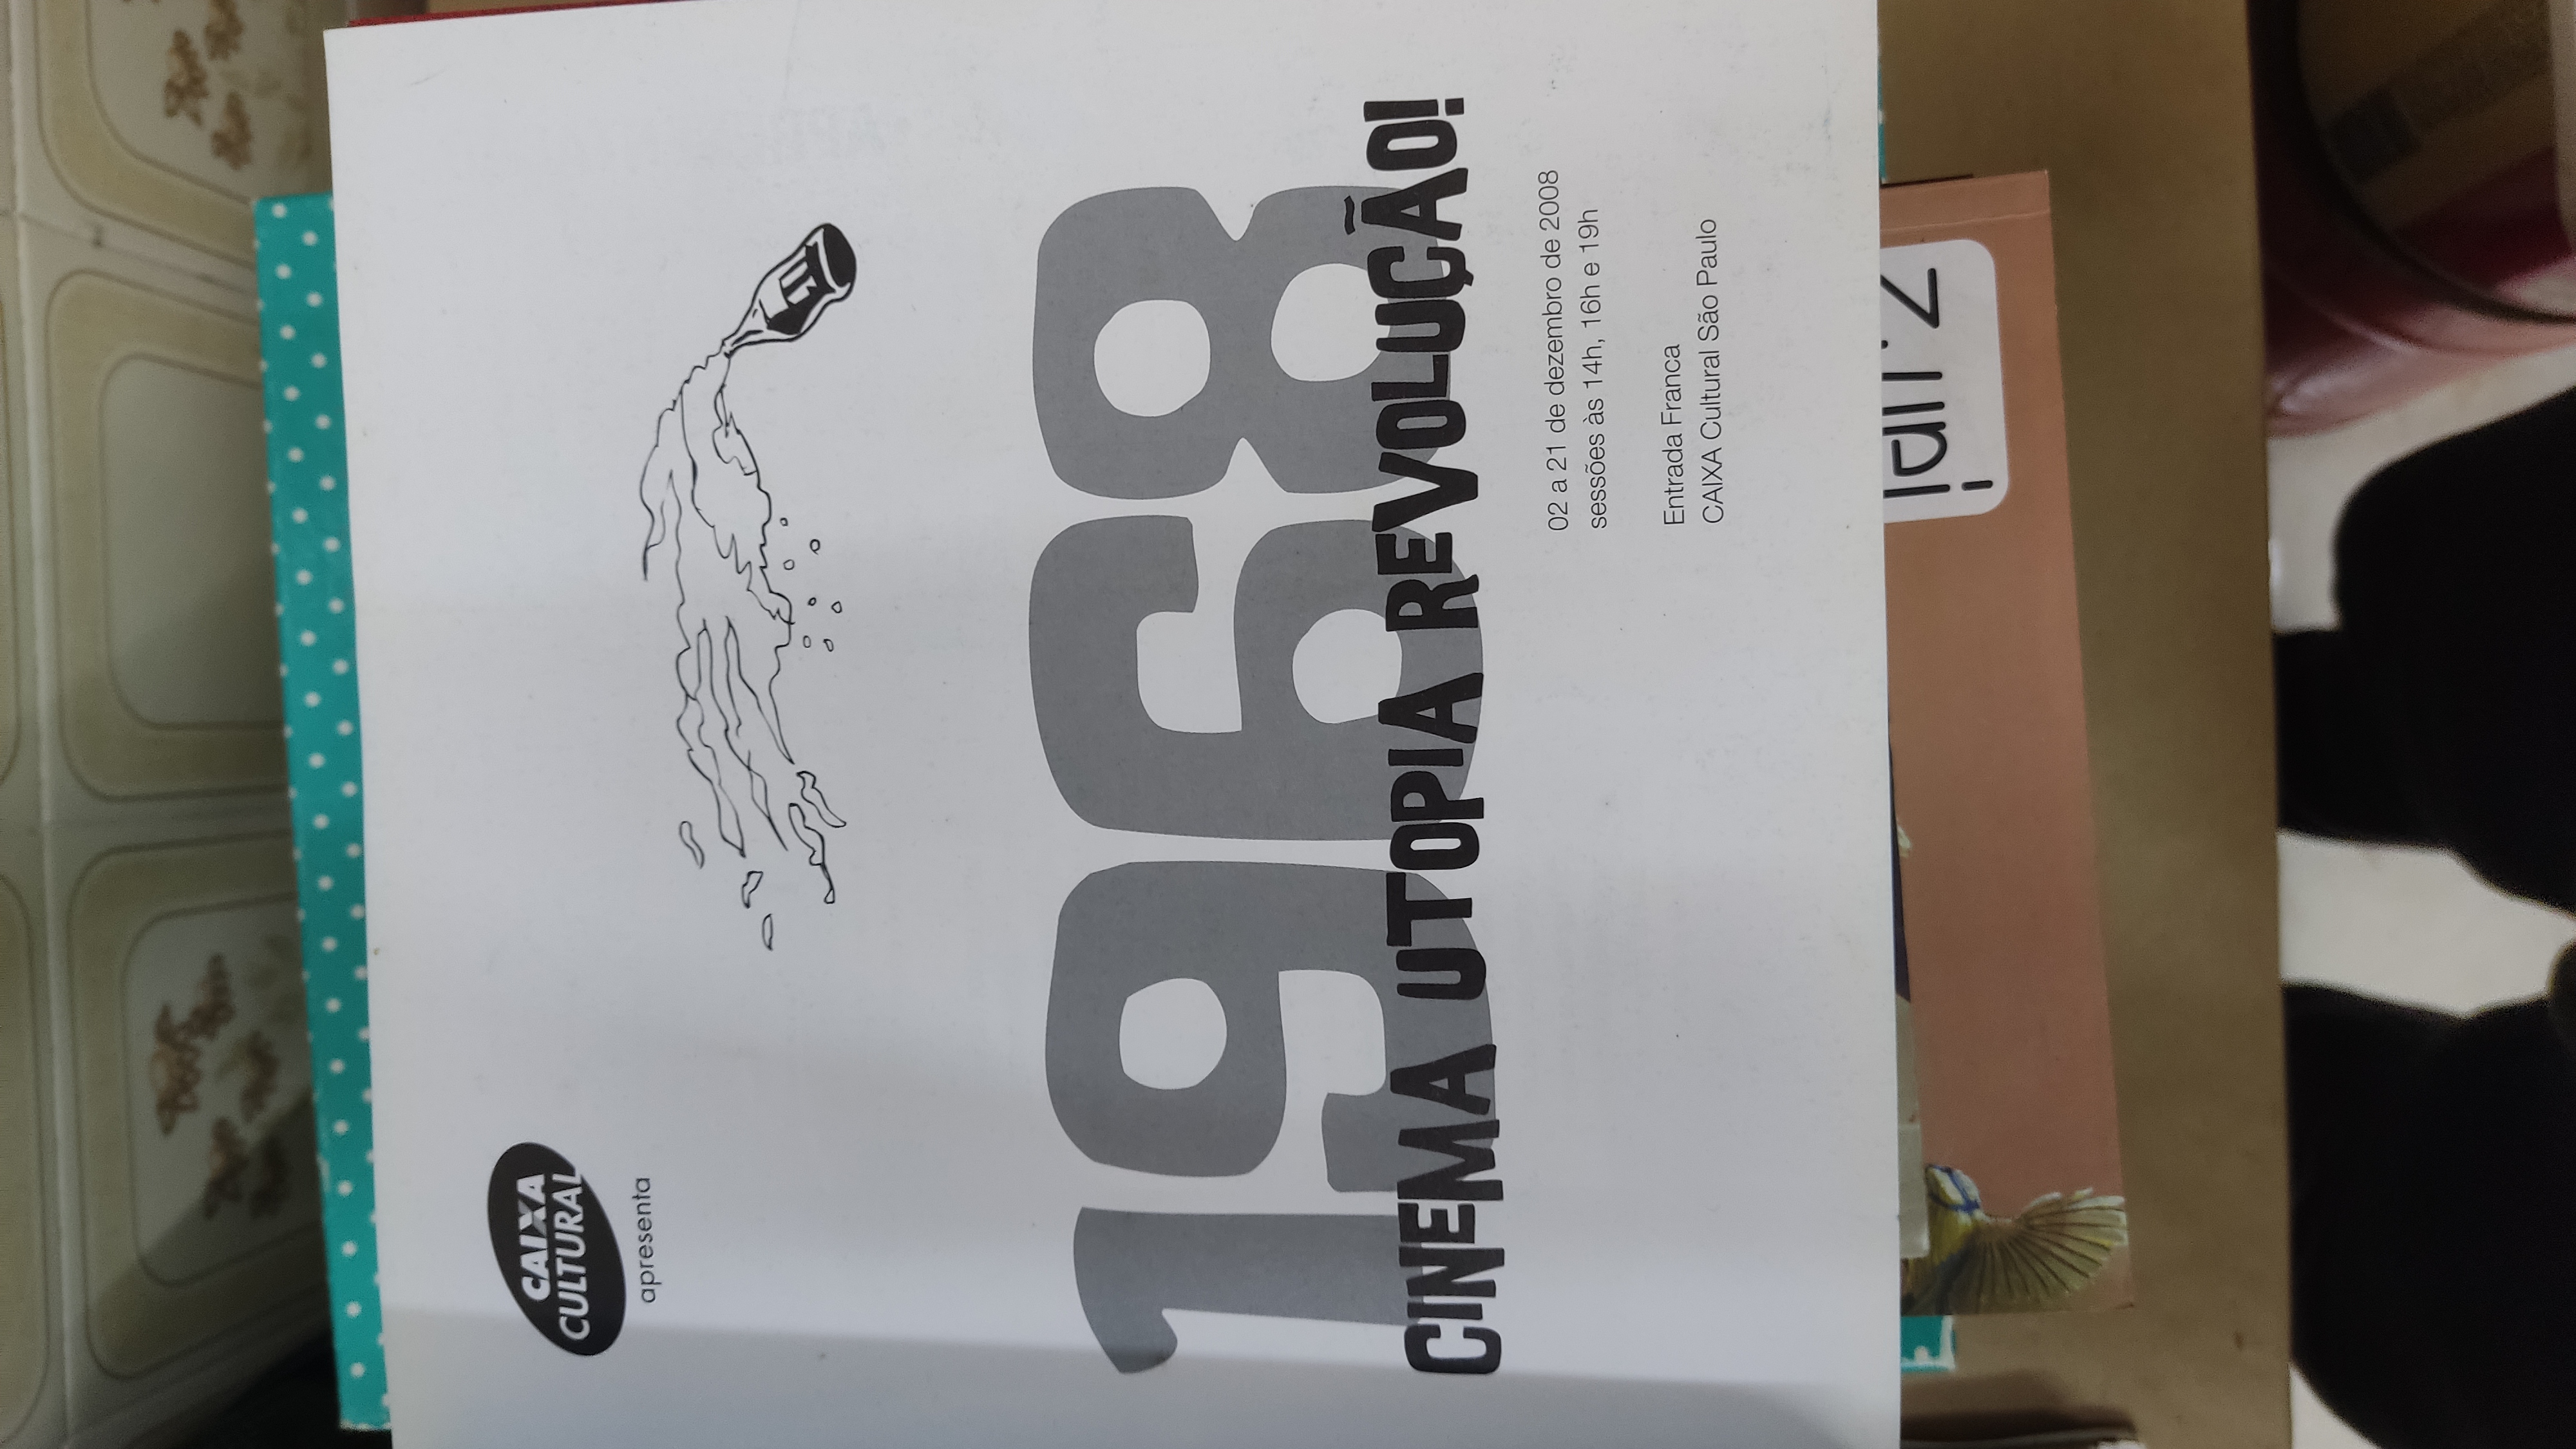 CAIXA
CULTURAL
apresenta
1968
CINEMA UTOPIA REVOLUÇÃO!
02 a 21 de dezembro de 2008
sessões às 14h, 16h e 19h
Entrada Franca
CAIXA Cultural São Paulo